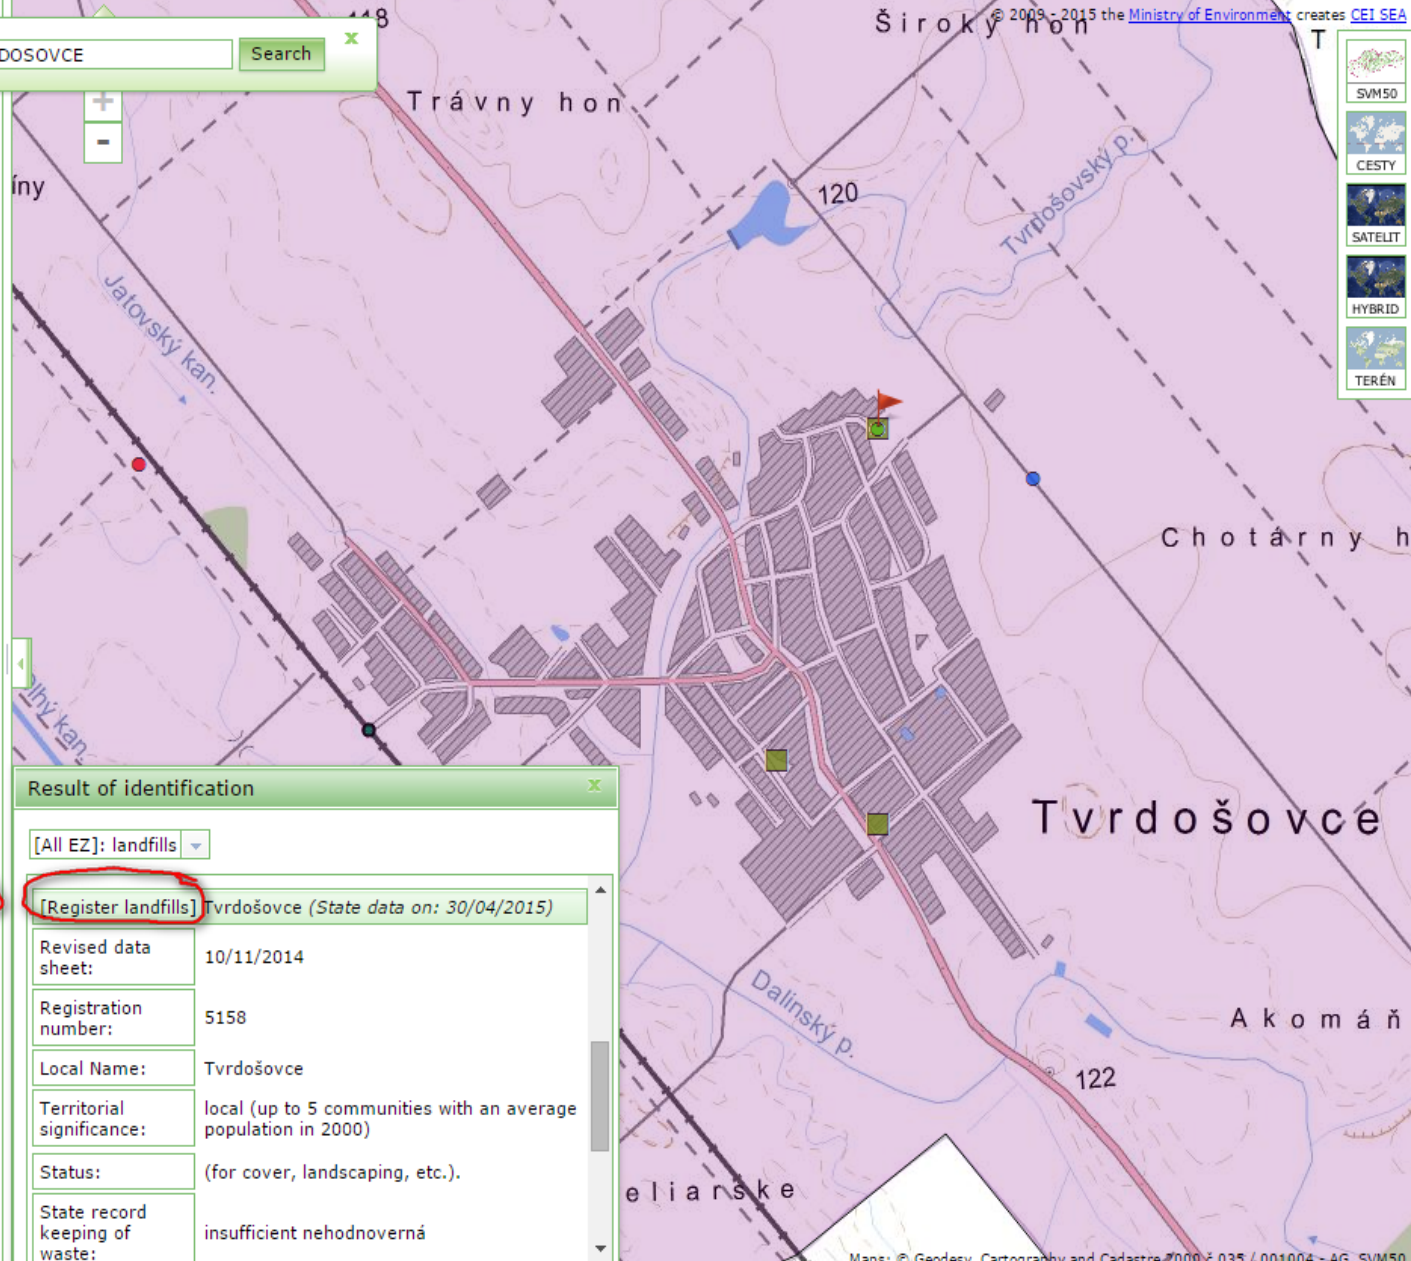 118
Široký hon
© 2009 - 2015 the Ministry of Environment creates CEI SEA
T
DOSOVCE
Search
x
+
-
Trávny hon
SVM50
CESTY
SATELIT
HYBRID
TERÉN
íny
120
Tvrdošovský p.
Jatovský kan.
Chotárny h
lhý kan.
Tvrdošovce
Result of identification
x
[All EZ]: landfills
[Register landfills] Tvrdošovce (State data on: 30/04/2015)
Revised data
sheet:
10/11/2014
Registration
number:
5158
Local Name:
Tvrdošovce
Territorial
significance:
local (up to 5 communities with an average
population in 2000)
Status:
(for cover, landscaping, etc.).
State record
keeping of
waste:
insufficient nehodnoverná
Dalinský p.
Akomáň
122
eliarske
Maps: © Geodesy, Cartography and Cadastre 2000 č.035 / 001004 - AG, SVM50